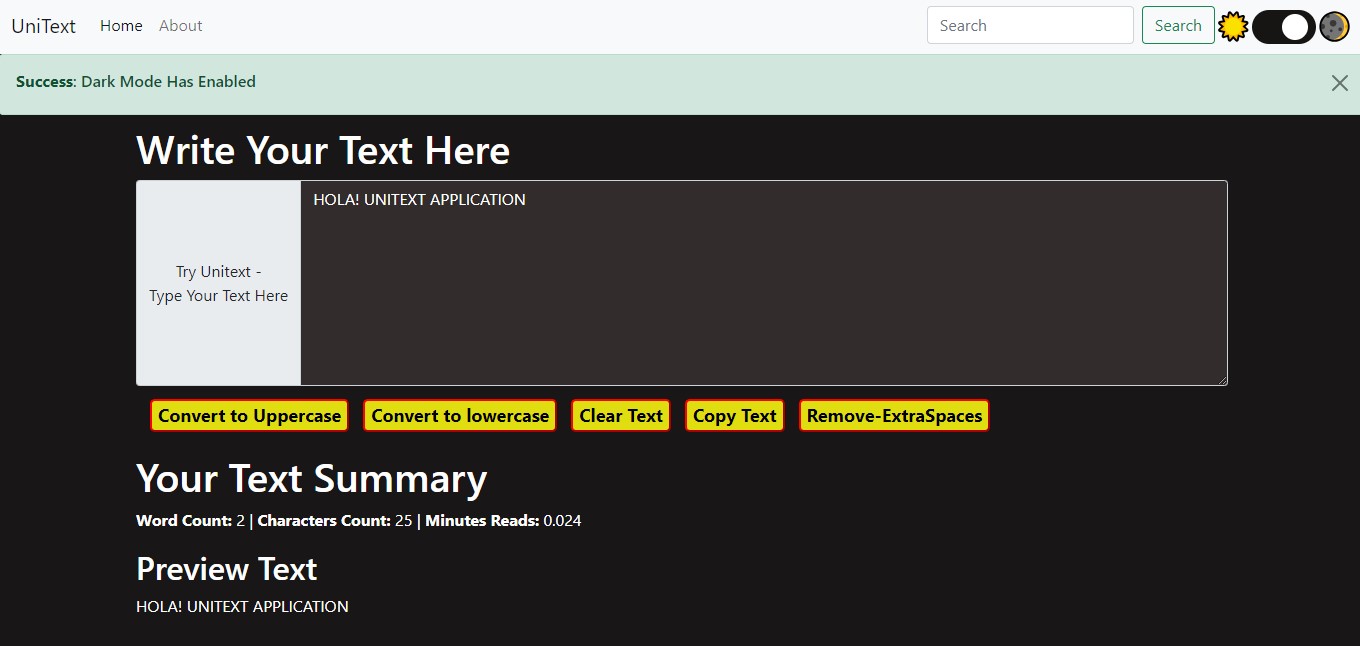 UniText Home About Search Search
Success: Dark Mode Has Enabled
Write Your Text Here
HOLA! UNITEXT APPLICATION
Try Unitext -
Type Your Text Here
Convert to Uppercase Convert to lowercase Clear Text Copy Text Remove-ExtraSpaces
Your Text Summary
Word Count: 2 | Characters Count: 25 | Minutes Reads: 0.024
Preview Text
HOLA! UNITEXT APPLICATION